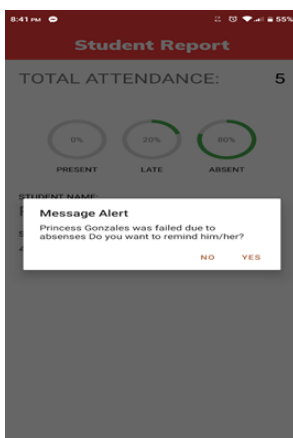 8:41 PM 55%
Student Report
TOTAL ATTENDANCE: 5
0% 20% 80%
PRESENT LATE ABSENT
STUDENT NAME:
Message Alert
Princess Gonzales was failed due to
absenses Do you want to remind him/her?
NO YES